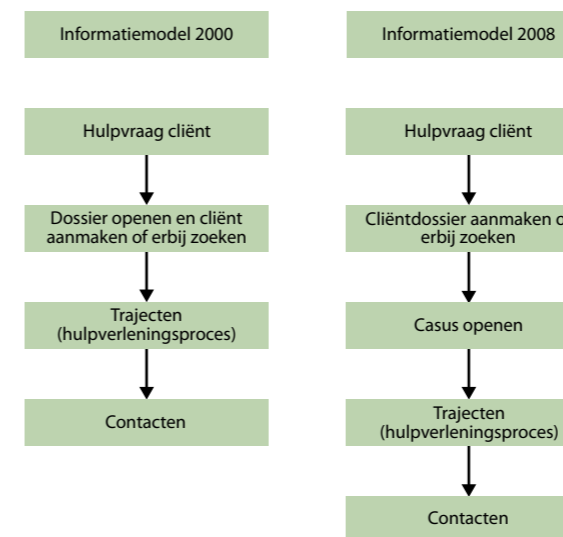 Informatiemodel 2000
Hulpvraag cliënt
Dossier openen en cliënt
aanmaken of erbij zoeken
Trajecten
(hulpverleningsproces)
Contacten
Informatiemodel 2008
Hulpvraag cliënt
Cliëntdossier aanmaken
erbij zoeken
Casus openen
Trajecten
(hulpverleningsproces)
Contacten